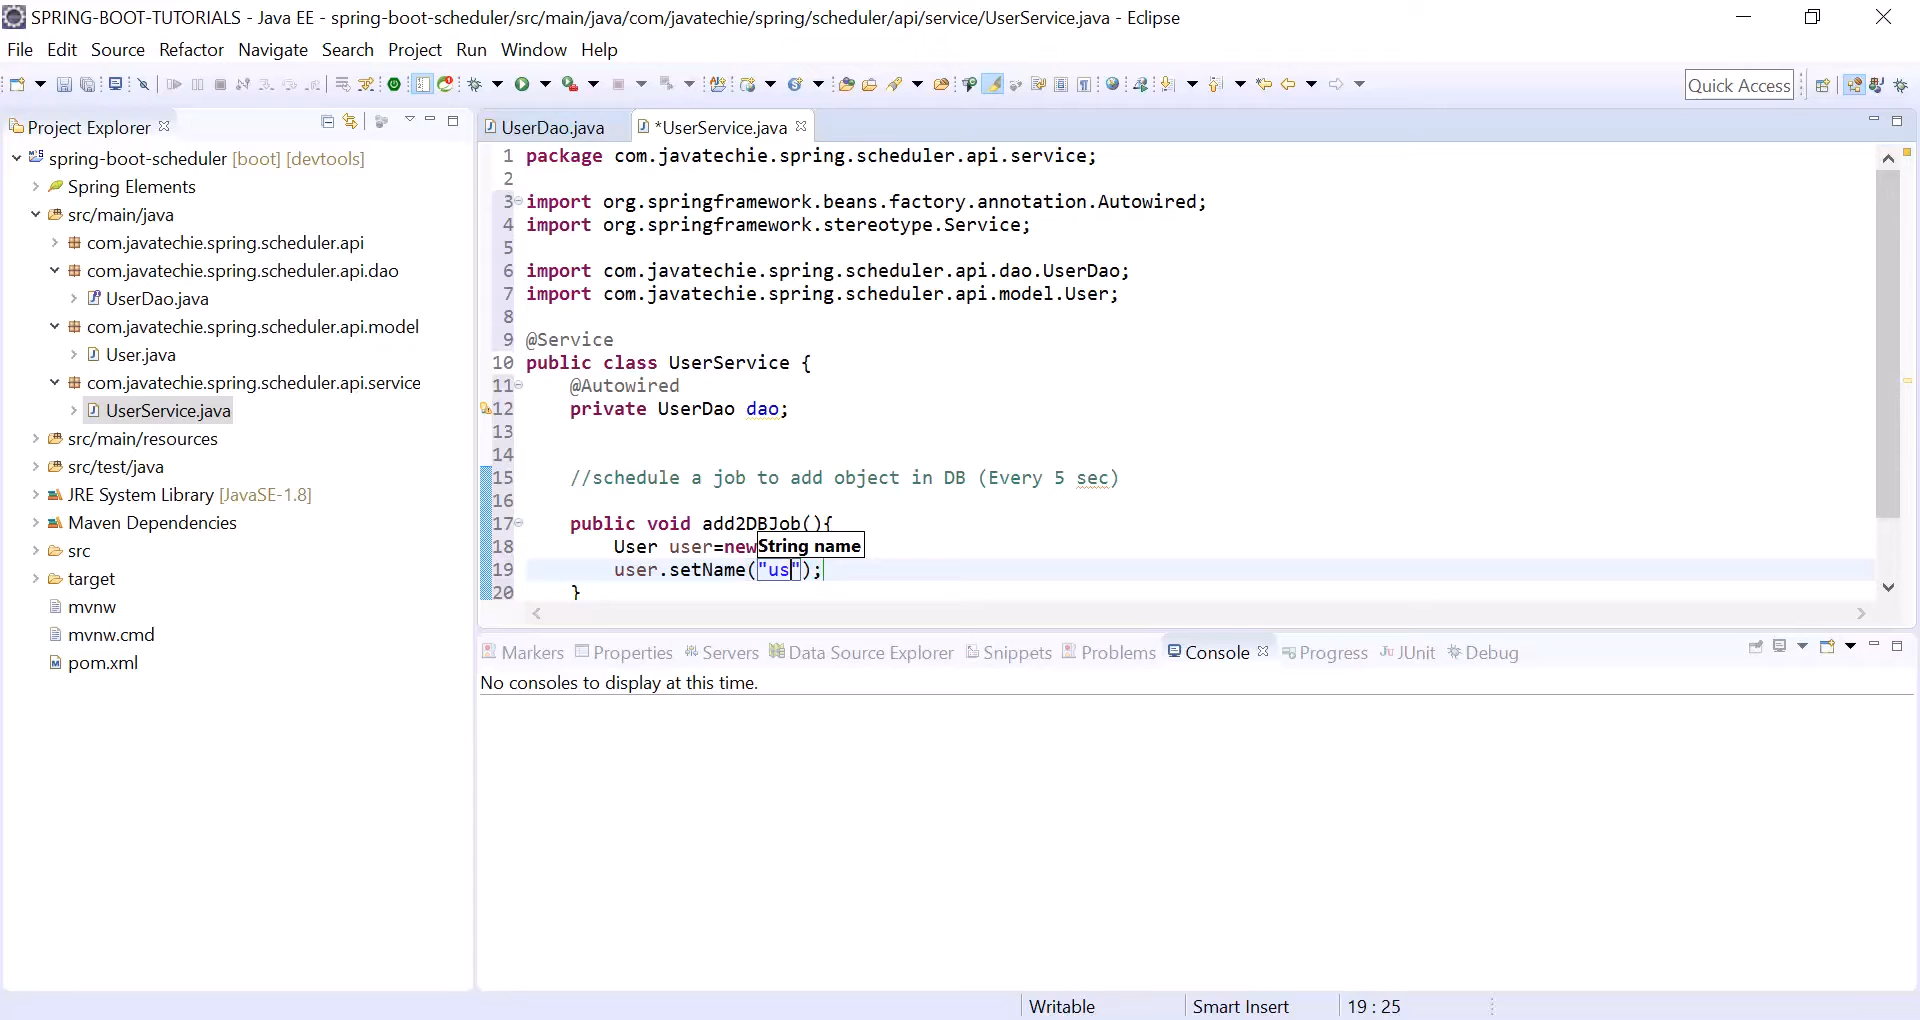 SPRING-BOOT-TUTORIALS - Java EE - spring-boot-scheduler/src/main/java/com/javatechie/spring/scheduler/api/service/UserService.java - Eclipse
File Edit Source Refactor Navigate Search Project Run Window Help
Quick Access
Project Explorer
spring-boot-scheduler [boot] [devtools]
Spring Elements
src/main/java
com.javatechie.spring.scheduler.api
com.javatechie.spring.scheduler.api.dao
UserDao.java
com.javatechie.spring.scheduler.api.model
User.java
com.javatechie.spring.scheduler.api.service
UserService.java
src/main/resources
src/test/java
JRE System Library [JavaSE-1.8]
Maven Dependencies
src
target
mvnw
mvnw.cmd
pom.xml
UserDao.java *UserService.java
1 package com.javatechie.spring.scheduler.api.service;
2
3 import org.springframework.beans.factory.annotation.Autowired;
4 import org.springframework.stereotype.Service;
5
6 import com.javatechie.spring.scheduler.api.dao.UserDao;
7 import com.javatechie.spring.scheduler.api.model.User;
8
9 @Service
10 public class UserService {
11 @Autowired
12 private UserDao dao;
13
14
15 //schedule a job to add object in DB (Every 5 sec)
16
17 public void add2DBJob(){
18 User user=new String name
19 user.setName("us");
20 }
Markers Properties Servers Data Source Explorer Snippets Problems Console Progress JUnit Debug
No consoles to display at this time.
Writable Smart Insert 19 : 25